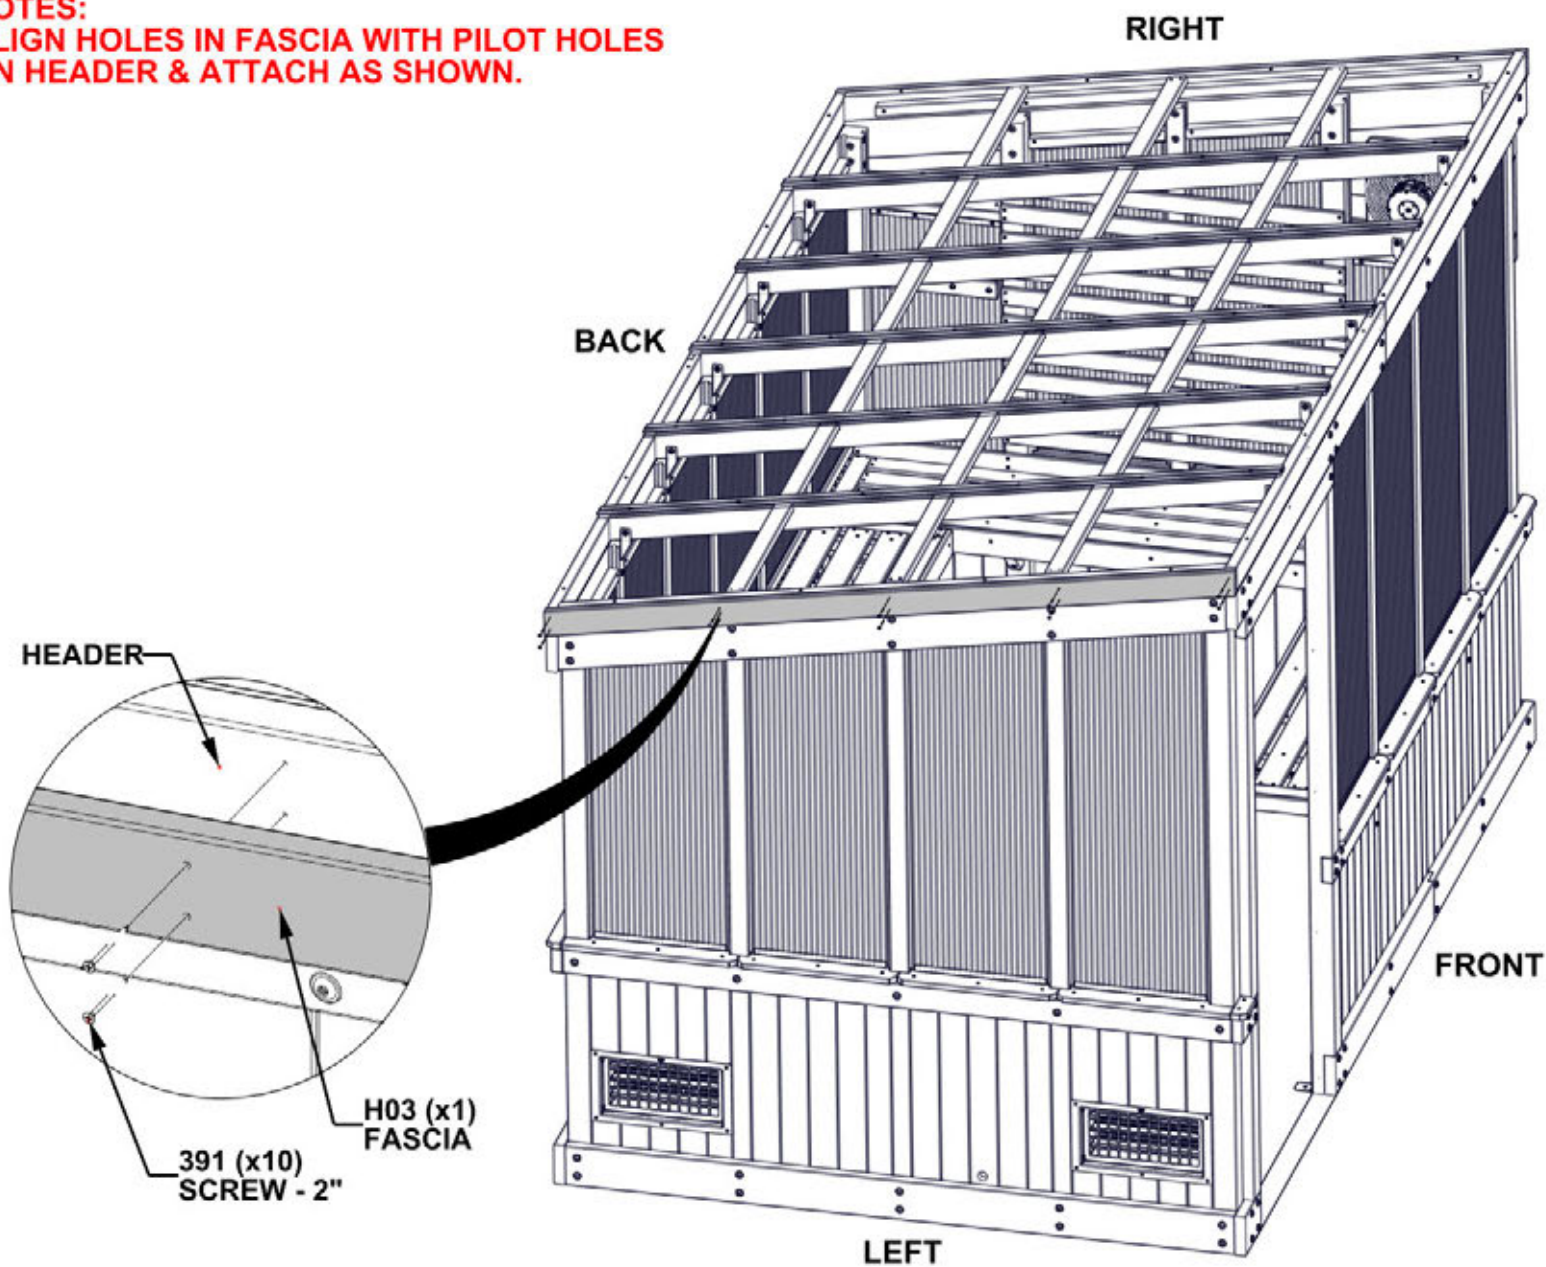 OTES:
LIGN HOLES IN FASCIA WITH PILOT HOLES
N HEADER & ATTACH AS SHOWN.
RIGHT
BACK
HEADER
FRONT
H03 (x1)
FASCIA
391 (x10)
SCREW - 2"
LEFT